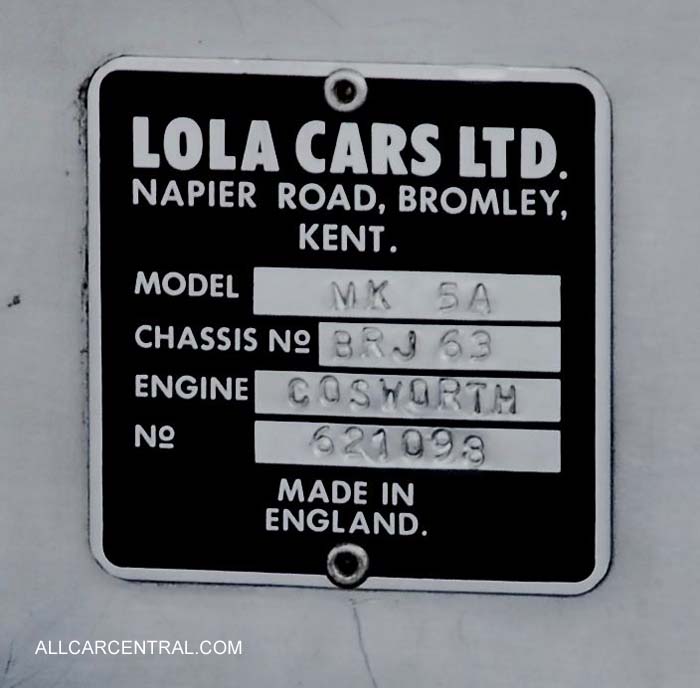 LOLA CARS LTD.
NAPIER ROAD, BROMLEY,
KENT.
MODEL MK 5A
CHASSIS Nº BRJ 63
ENGINE COSWORTH
Nº 621098
MADE IN
ENGLAND.
ALLCARCENTRAL.COM